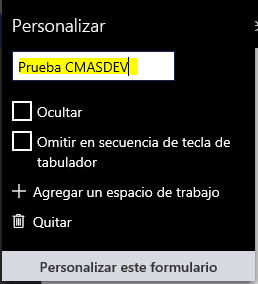 Personalizar
Prueba CMASDEV
Ocultar
Omitir en secuencia de tecla de
tabulador
Agregar un espacio de trabajo
Quitar
Personalizar este formulario